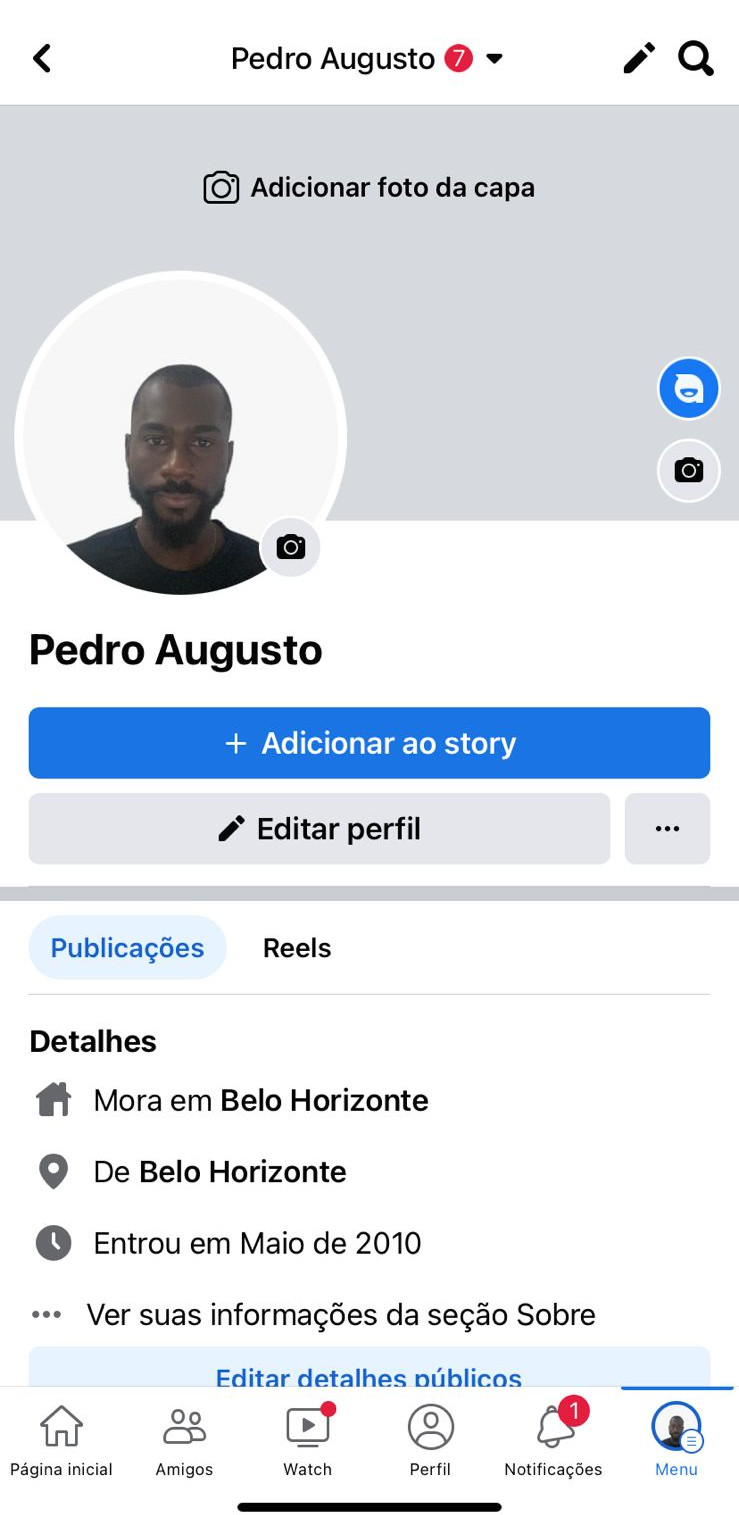 Pedro Augusto 7
Adicionar foto da capa
Pedro Augusto
+ Adicionar ao story
Editar perfil
Publicações Reels
Detalhes
Mora em Belo Horizonte
De Belo Horizonte
Entrou em Maio de 2010
Ver suas informações da seção Sobre
Editar detalhes públicos
1
Página inicial Amigos Watch Perfil Notificações Menu